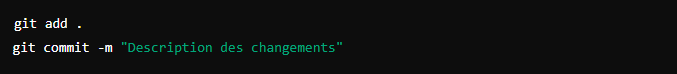 git add .
git commit -m "Description des changements"